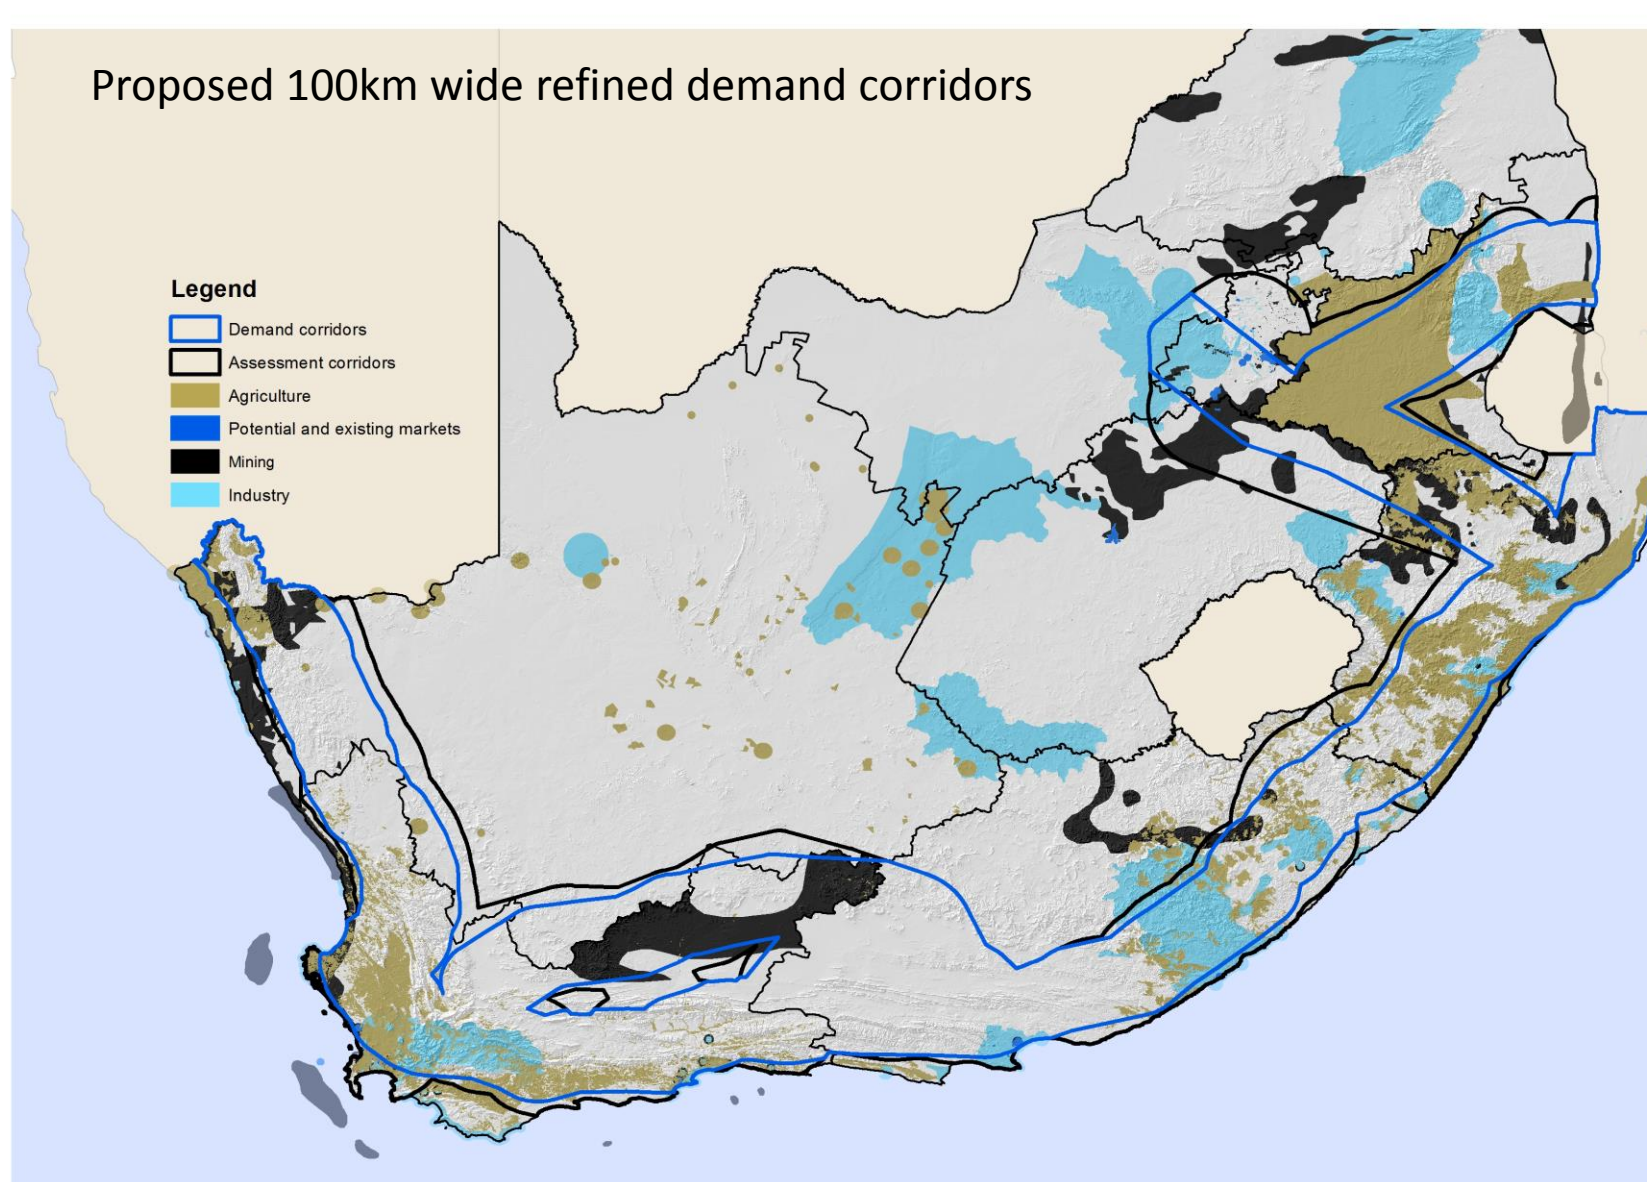 Proposed 100km wide refined demand corridors
Legend
Demand corridors
Assessment corridors
Agriculture
Potential and existing markets
Mining
Industry